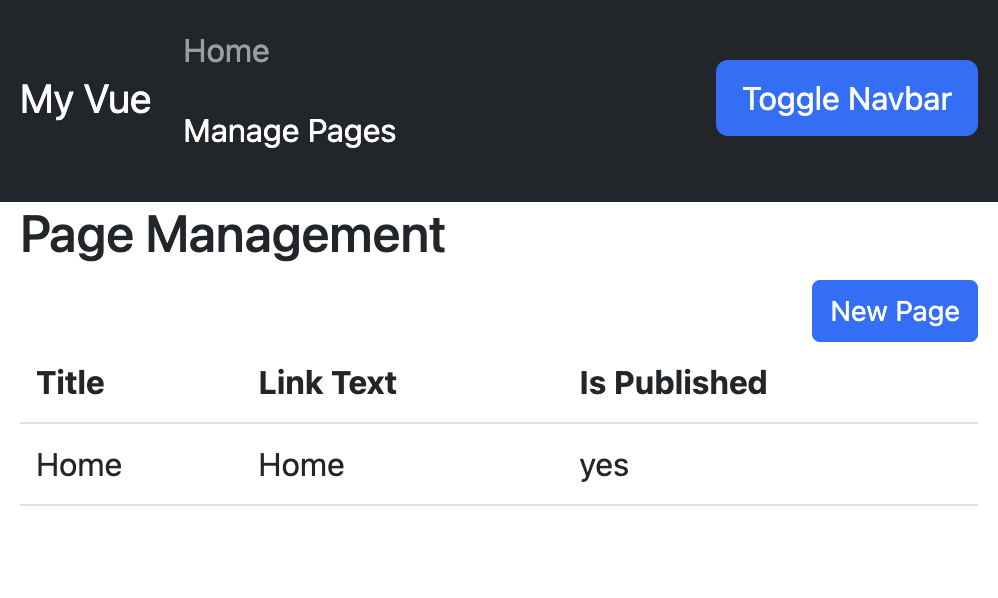 My Vue
Home
Manage Pages
Toggle Navbar
Page Management
New Page
Title Link Text Is Published
Home Home yes